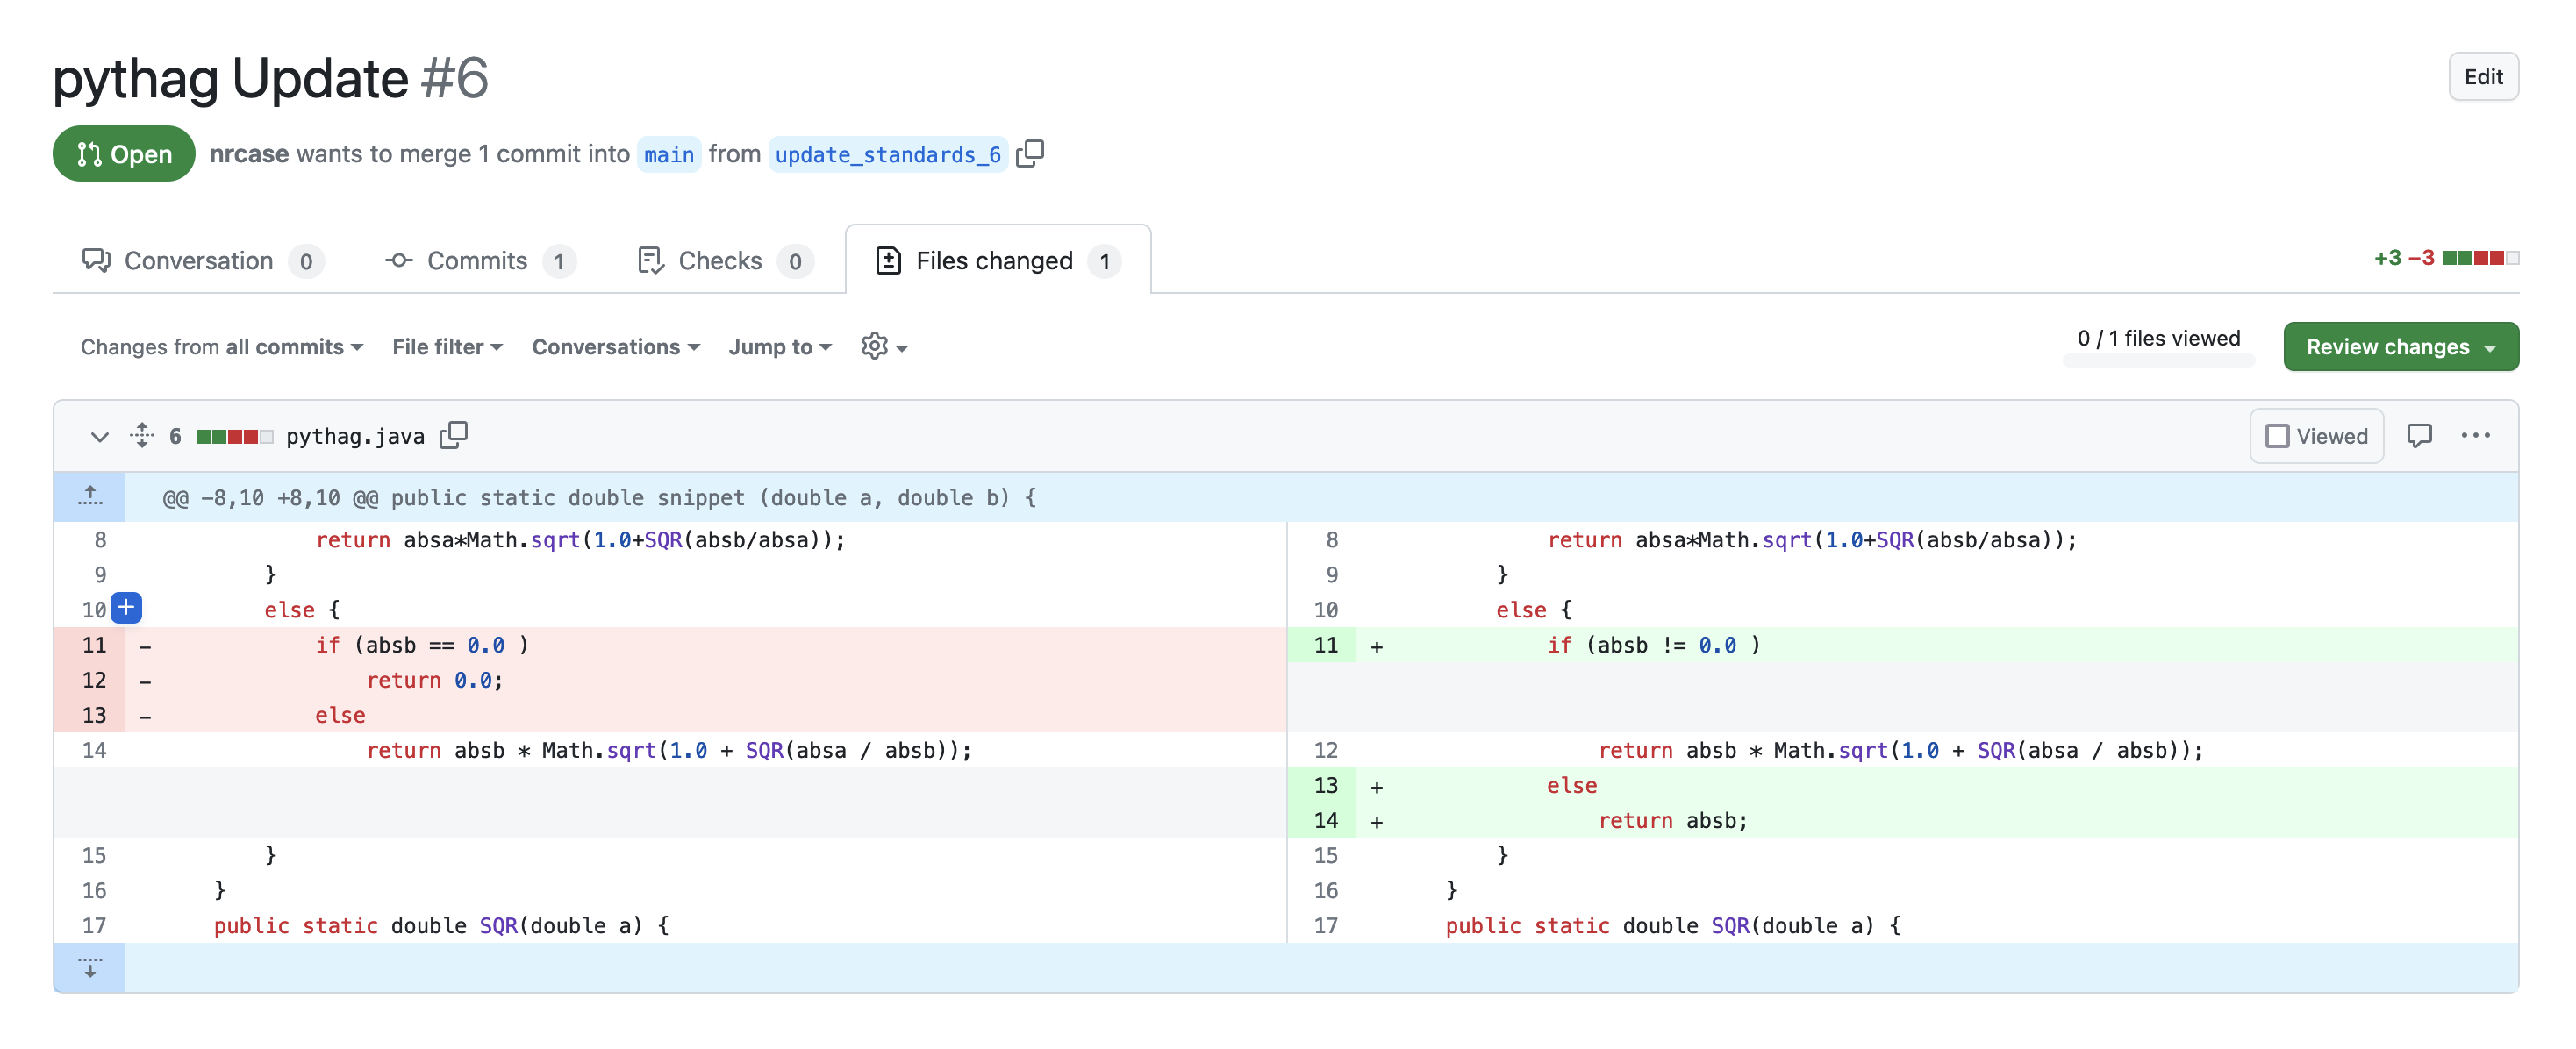 pythag Update #6
Edit
Open nrcase wants to merge 1 commit into main from update_standards_6
Conversation 0 Commits 1 Checks 0 Files changed 1 +3 −3
Changes from all commits File filter Conversations Jump to 0 / 1 files viewed Review changes
6 pythag.java Viewed
@@ -8,10 +8,10 @@ public static double snippet (double a, double b) {
8 return absa*Math.sqrt(1.0+SQR(absb/absa)); 8 return absa*Math.sqrt(1.0+SQR(absb/absa));
9 } 9 }
10 + else { 10 else {
11 - if (absb == 0.0 ) 11 + if (absb != 0.0 )
12 - return 0.0;
13 - else
14 return absb * Math.sqrt(1.0 + SQR(absa / absb)); 12 return absb * Math.sqrt(1.0 + SQR(absa / absb));
13 + else
14 + return absb;
15 } 15 }
16 } 16 }
17 public static double SQR(double a) { 17 public static double SQR(double a) {